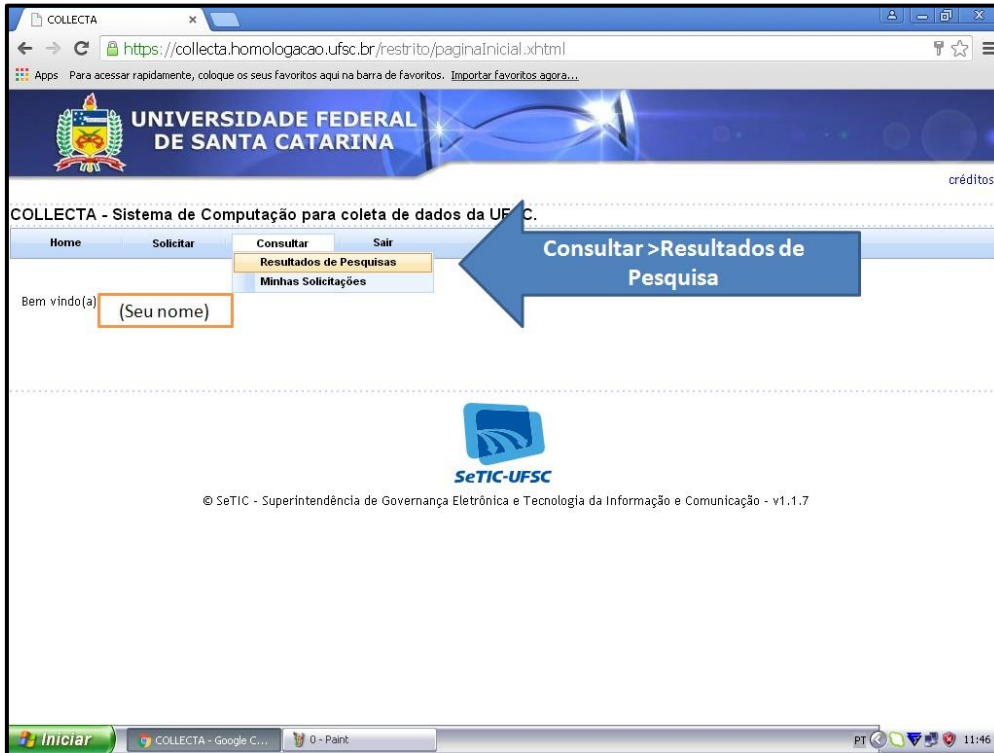 COLLECTA
https://collecta.homologacao.ufsc.br/restrito/paginaInicial.xhtml
Apps Para acessar rapidamente, coloque os seus favoritos aqui na barra de favoritos. Importar favoritos agora...
UNIVERSIDADE FEDERAL
DE SANTA CATARINA
créditos
COLLECTA - Sistema de Computação para coleta de dados da UF C.
Home Solicitar Consultar Sair
Resultados de Pesquisas
Minhas Solicitações
Consultar >Resultados de
Pesquisa
Bem vindo(a)
(Seu nome)
SeTIC-UFSC
© SeTIC - Superintendência de Governança Eletrônica e Tecnologia da Informação e Comunicação - v1.1.7
Iniciar COLLECTA - Google C... 0 - Paint PT 11:46